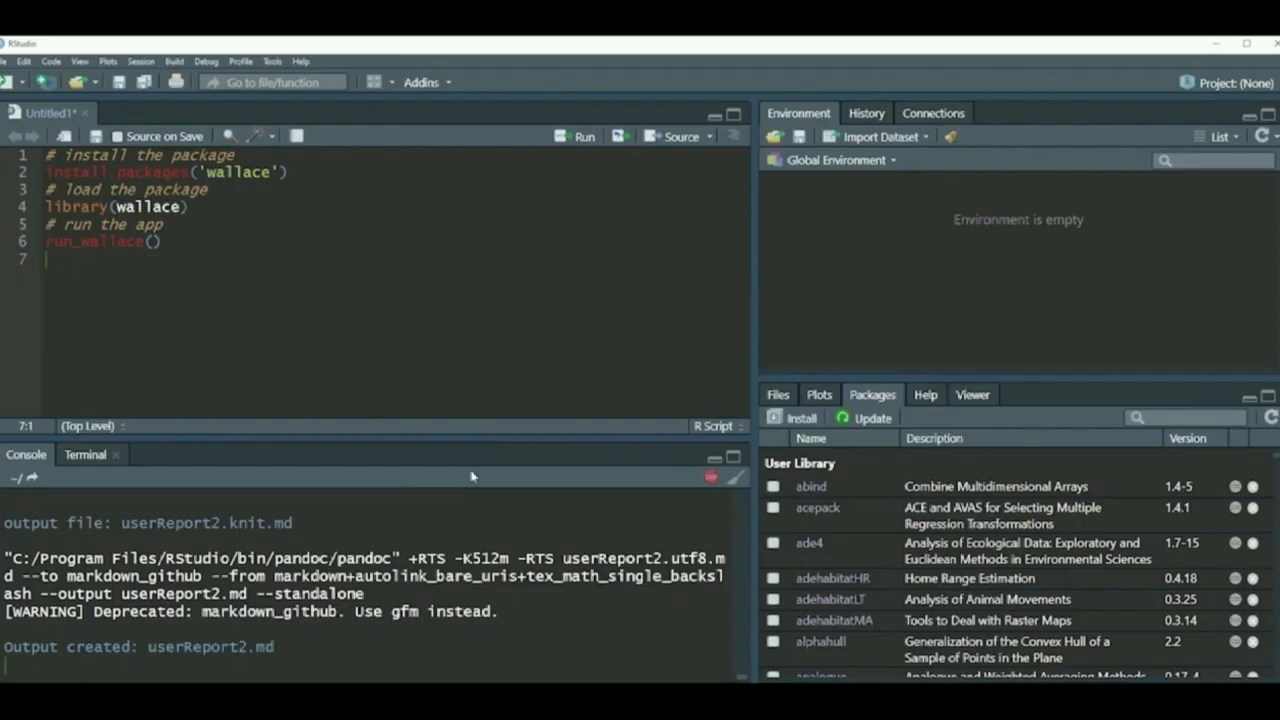 RStudio
Edit Code View Plots Session Build Debug Profile Tools Help
Go to file/function Addins Project: (None)
Untitled1*
Source on Save Run Source
1 # install the package
2 install.packages('wallace')
3 # load the package
4 library(wallace)
5 # run the app
6 run_wallace()
7
7:1 (Top Level) R Script
Console Terminal
~/
output file: userReport2.knit.md
"C:/Program Files/RStudio/bin/pandoc/pandoc" +RTS -K512m -RTS userReport2.utf8.m
d --to markdown_github --from markdown+autolink_bare_uris+tex_math_single_backsl
ash --output userReport2.md --standalone
[WARNING] Deprecated: markdown_github. Use gfm instead.
Output created: userReport2.md
Environment History Connections
Import Dataset List
Global Environment
Environment is empty
Files Plots Packages Help Viewer
Install Update
Name Description Version
User Library
abind Combine Multidimensional Arrays 1.4-5
acepack ACE and AVAS for Selecting Multiple 1.4.1
Regression Transformations
ade4 Analysis of Ecological Data: Exploratory and 1.7-15
Euclidean Methods in Environmental Sciences
adehabitatHR Home Range Estimation 0.4.18
adehabitatLT Analysis of Animal Movements 0.3.25
adehabitatMA Tools to Deal with Raster Maps 0.3.14
alphahull Generalization of the Convex Hull of a 2.2
Sample of Points in the Plane
analogue Analogue and Weighted Averaging Methods 0.17-4